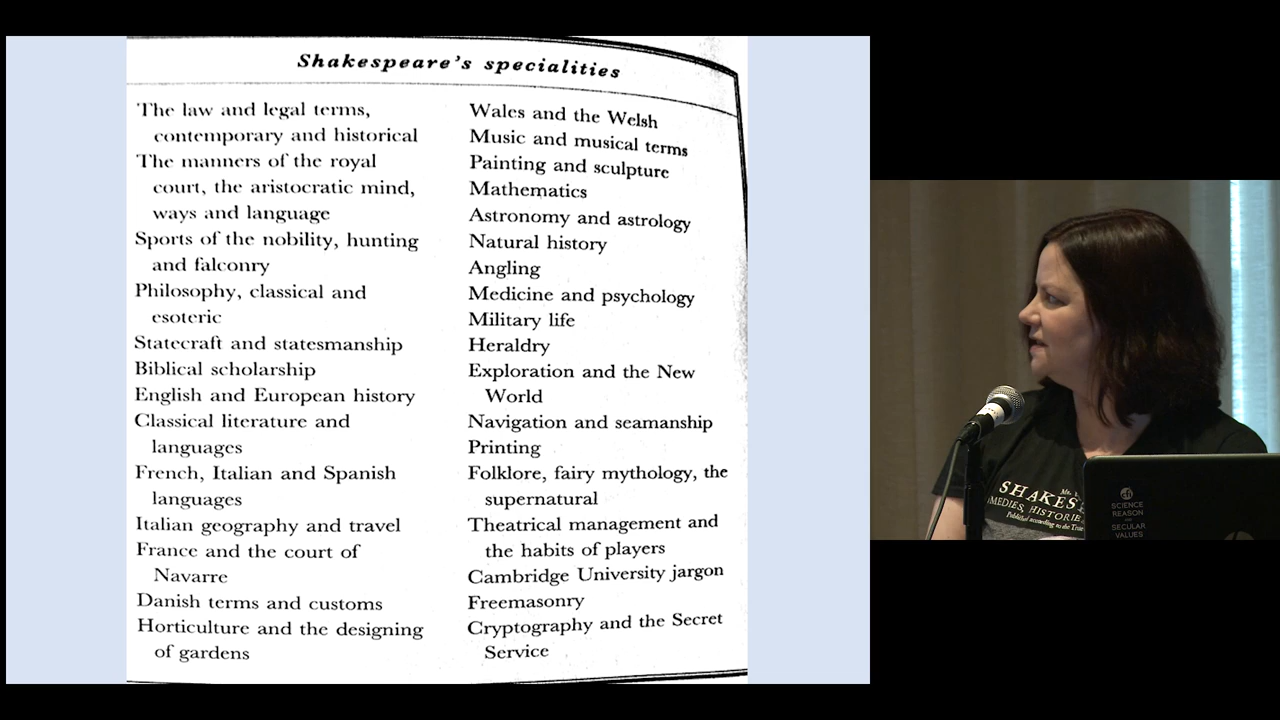 Shakespeare's specialities
The law and legal terms,
contemporary and historical
The manners of the royal
court, the aristocratic mind,
ways and language
Sports of the nobility, hunting
and falconry
Philosophy, classical and
esoteric
Statecraft and statesmanship
Biblical scholarship
English and European history
Classical literature and
languages
French, Italian and Spanish
languages
Italian geography and travel
France and the court of
Navarre
Danish terms and customs
Horticulture and the designing
of gardens
Wales and the Welsh
Music and musical terms
Painting and sculpture
Mathematics
Astronomy and astrology
Natural history
Angling
Medicine and psychology
Military life
Heraldry
Exploration and the New
World
Navigation and seamanship
Printing
Folklore, fairy mythology, the
supernatural
Theatrical management and
the habits of players
Cambridge University jargon
Freemasonry
Cryptography and the Secret
Service
SHAKES
MEDIES, HISTORIE
Published according to the True
cfi
SCIENCE
REASON
SECULAR
VALUES